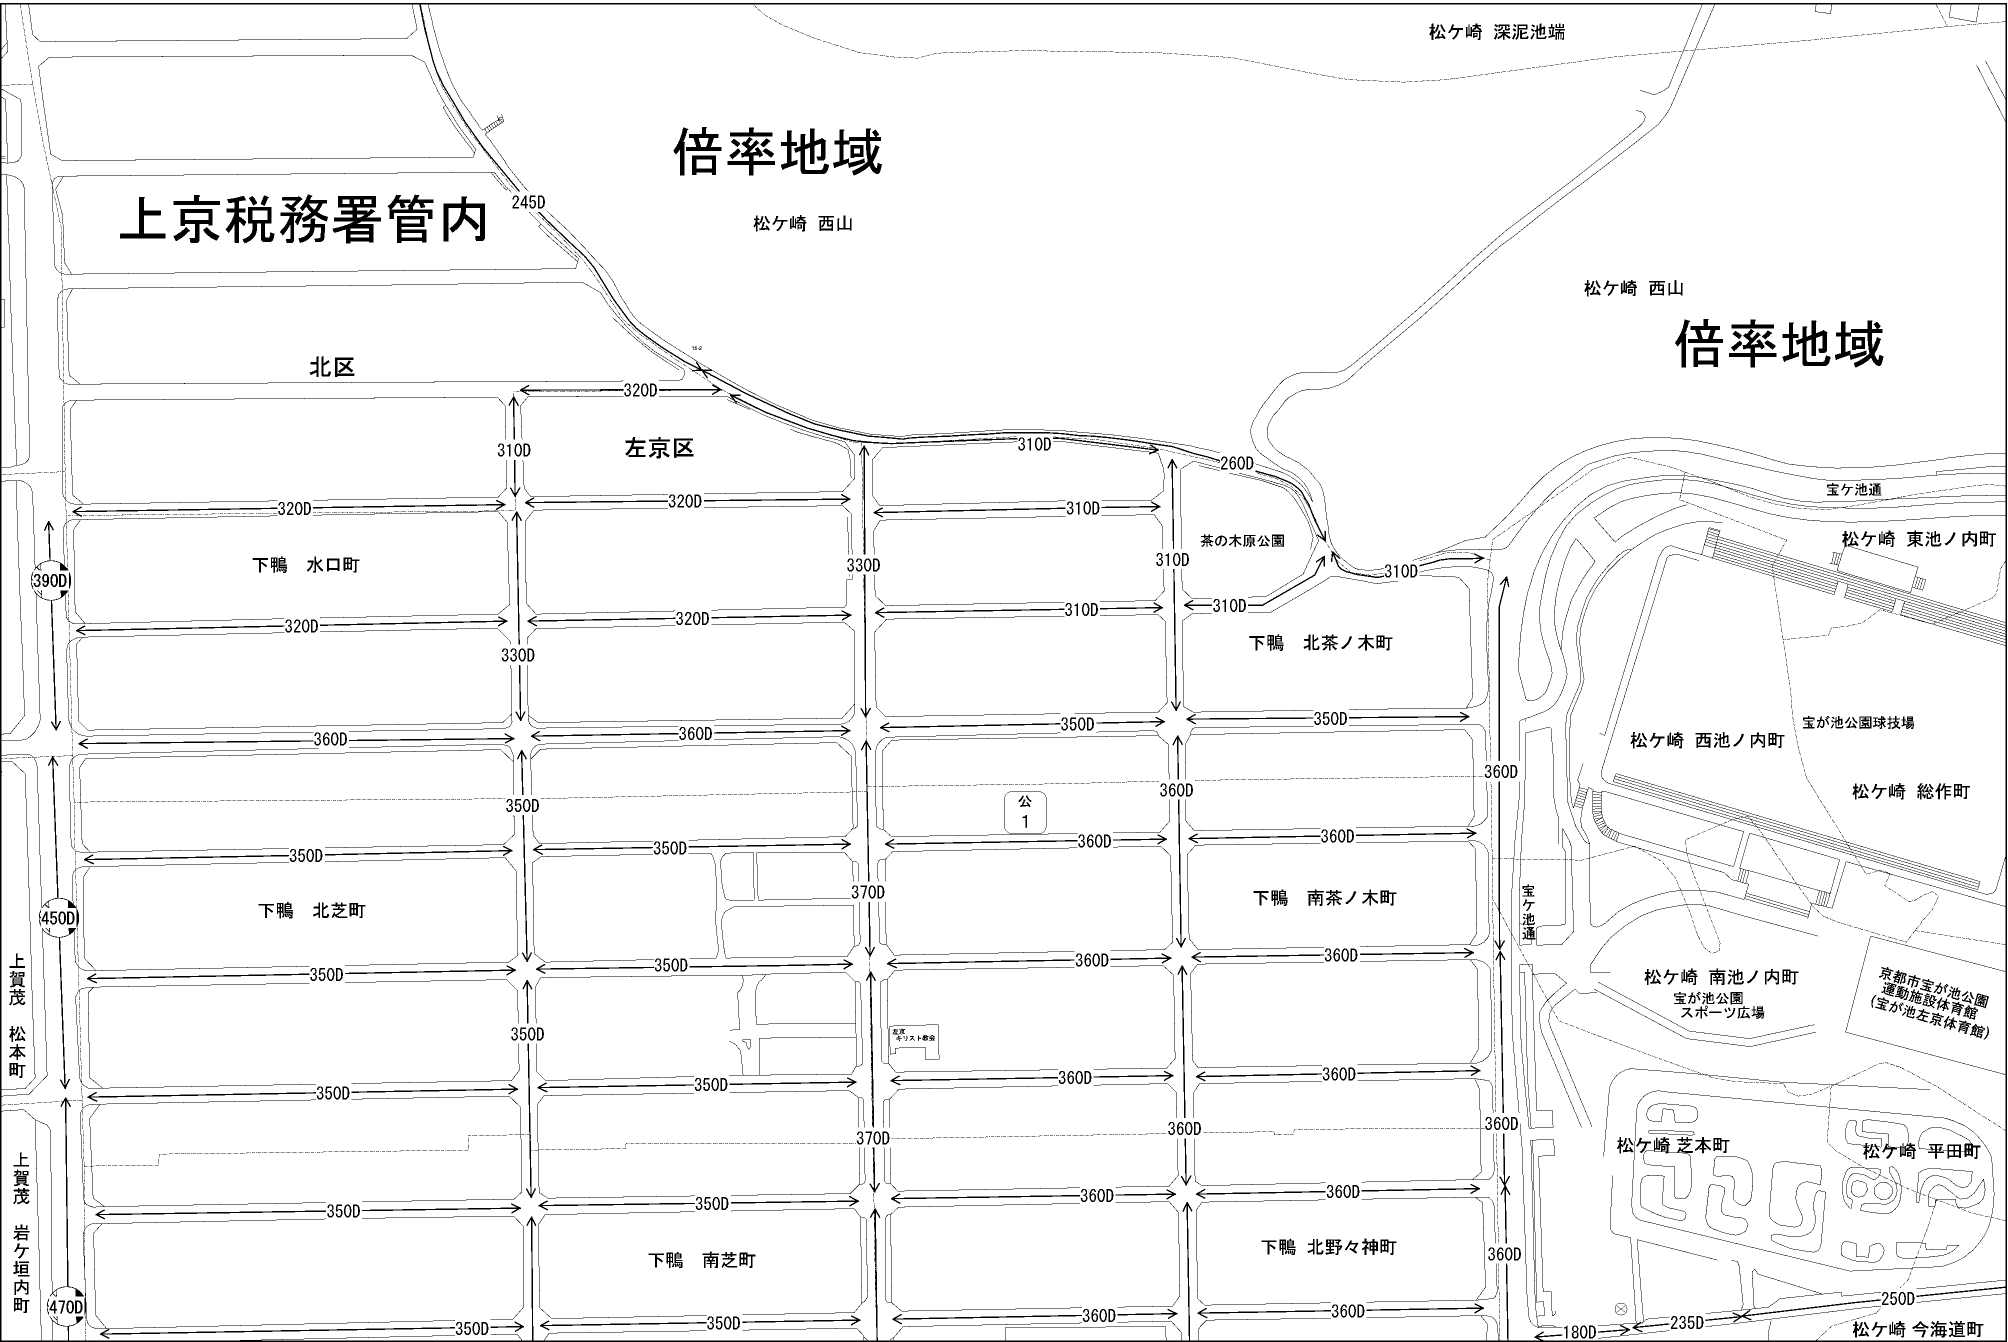 松ケ崎 深泥池端
倍率地域
245D
上京税務署管内
松ケ崎 西山
松ケ崎 西山
倍率地域
北区
320D
310D
左京区
310D
260D
宝ケ池通
320D
320D
310D
茶の木原公園
松ケ崎 東池ノ内町
下鴨 水口町
390D
330D
310D
310D
320D
320D
310D
310D
330D
下鴨 北茶ノ木町
360D
360D
350D
350D
宝が池公園球技場
松ケ崎 西池ノ内町
360D
松ケ崎 総作町
350D
360D
公
1
350D
350D
360D
360D
370D
下鴨 北芝町
450D
下鴨 南茶ノ木町
宝ケ池通
350D
350D
360D
360D
上賀茂 松本町
松ケ崎 南池ノ内町
宝が池公園
スポーツ広場
京都市宝が池公園
運動施設体育館
(宝が池左京体育館)
350D
左京
キリスト教会
350D
350D
360D
360D
370D
360D
360D
松ケ崎 芝本町
松ケ崎 平田町
上賀茂 岩ケ垣内町
350D
350D
360D
360D
下鴨 南芝町
下鴨 北野々神町
360D
470D
350D
350D
360D
360D
180D
235D
250D
松ケ崎 今海道町